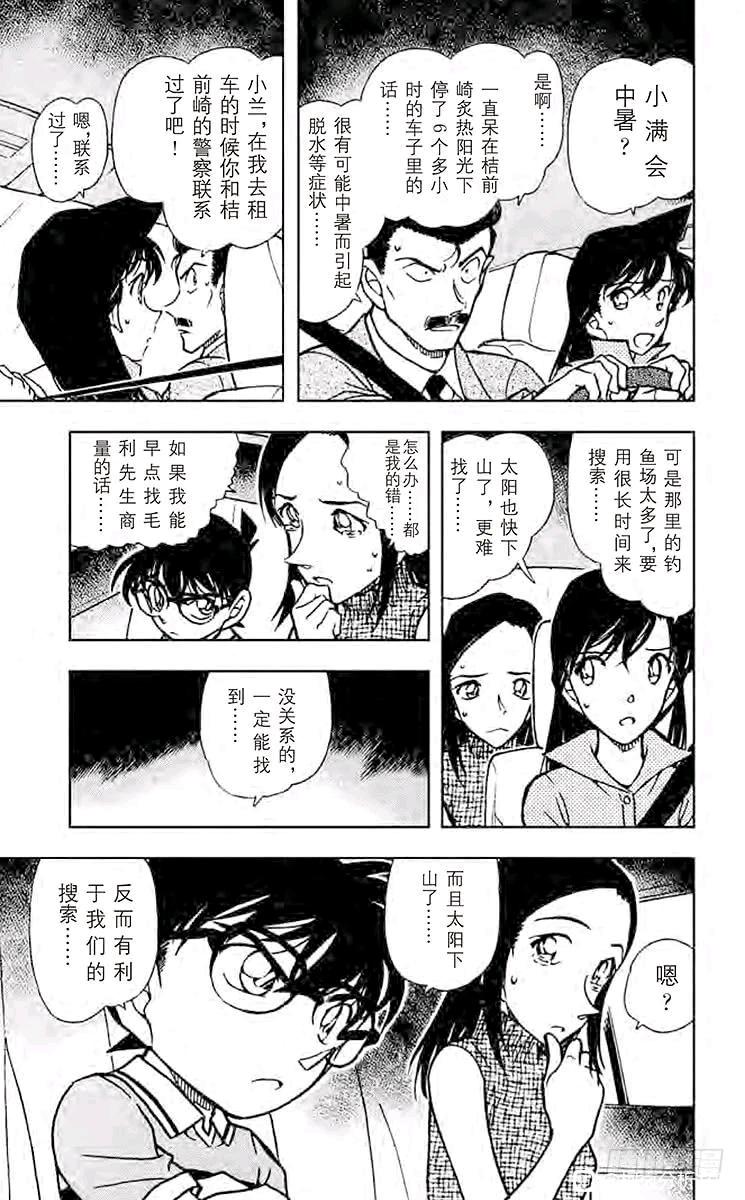 小满会
中暑？
是啊……
一直呆在桔前
崎炙热阳光下
停了6个多小
时的车子里的
话……
很有可能中暑而引起
脱水等症状……
小兰，在我去租
车的时候你和桔
前崎的警察联系
过了吧！
嗯，联系
过了……
可是那里的钓
鱼场太多了，要
用很长时间来
搜索……
太阳也快下
山了，更难
找了……
怎么办……都
是我的错……
如果我能
早点找毛
利先生商
量的话……
没关系的，
一定能找
到……
嗯？
而且太阳下
山了……
反而有利
于我们的
搜索……